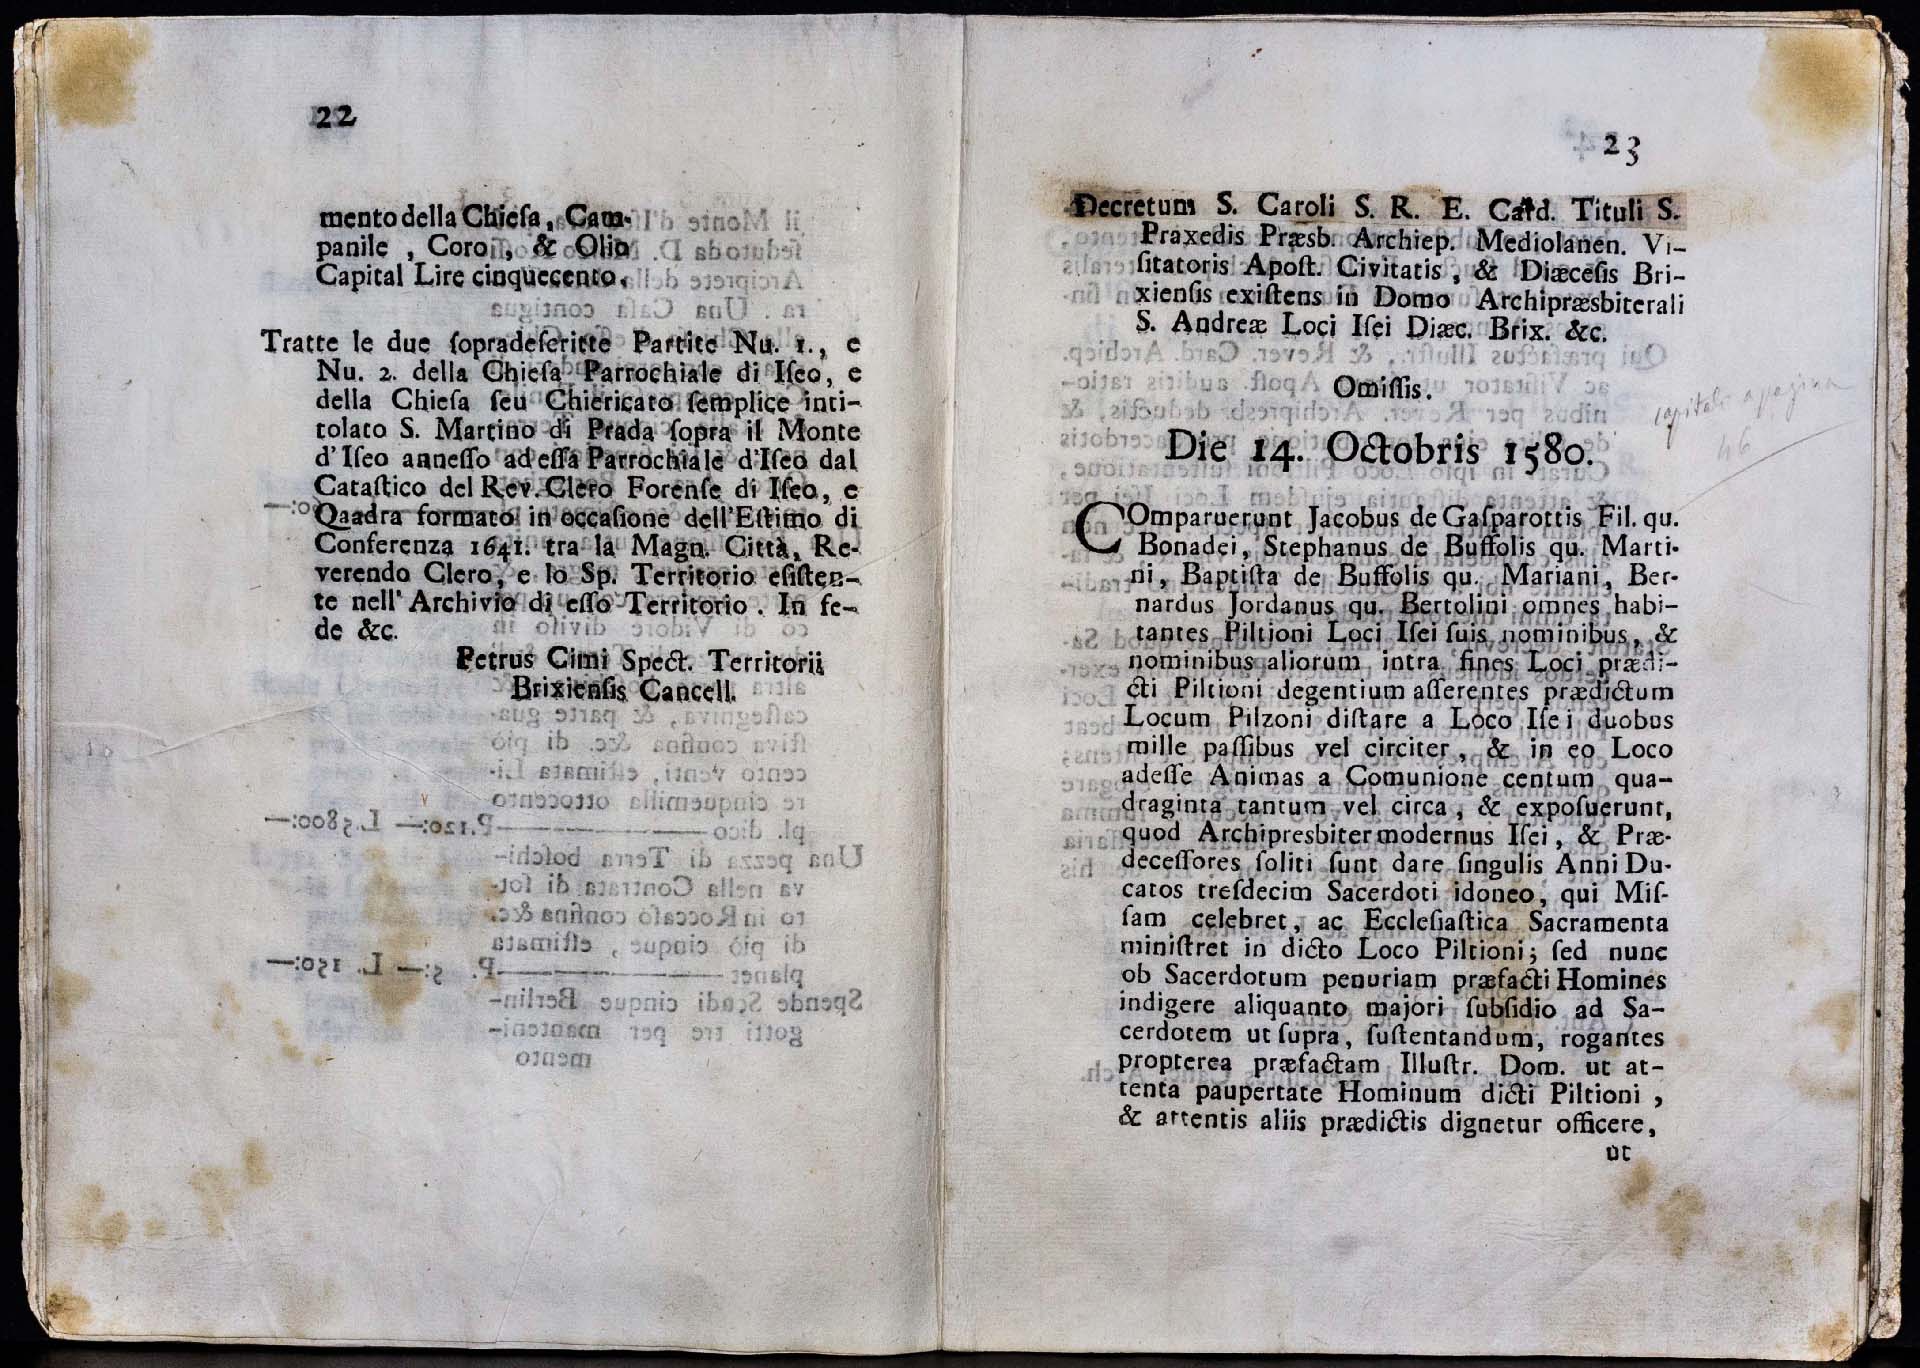 22
mento della Chieſa, Cam-
panile, Coro, & Olio
Capital Lire cinquecento.
Tratte le due ſopradeſcritte Partite Nu. 1., e
Nu. 2. della Chieſa Parrochiale di Iſeo, e
della Chieſa ſeu Chiericato ſemplice inti-
tolato S. Martino di Prada ſopra il Monte
d'Iſeo anneſſo ad eſſa Parrochiale d'Iſeo dal
Cataſtico del Rev. Clero Forenſe di Iſeo, e
Qaadra formato in occaſione dell'Eſtimo di
Conferenza 1641. tra la Magn. Città, Re-
verendo Clero, e lo Sp. Territorio eſiſten-
te nell' Archivio di eſſo Territorio. In fe-
de &c.
Petrus Cimi Spect. Territorii
Brixienſis Cancell.
23
Decretum S. Caroli S. R. E. Card. Tituli S.
Praxedis Præsb. Archiep. Mediolanen. Vi-
ſitatoris Apoſt. Civitatis, & Diæceſis Bri-
xienſis exiſtens in Domo Archipræsbiterali
S. Andreæ Loci Iſei Diæc. Brix. &c.
Omiſſis.
capitali a pagina
46
Die 14. Octobris 1580.
COmparuerunt Jacobus de Gaſparottis Fil. qu.
Bonadei, Stephanus de Buffolis qu. Marti-
ni, Baptiſta de Buffolis qu. Mariani, Ber-
nardus Jordanus qu. Bertolini omnes habi-
tantes Piltioni Loci Iſei ſuis nominibus, &
nominibus aliorum intra fines Loci prædi-
cti Piltioni degentium aſſerentes prædictum
Locum Pilzoni diſtare a Loco Iſei duobus
mille paſſibus vel circiter, & in eo Loco
adeſſe Animas a Comunione centum qua-
draginta tantum vel circa, & expoſuerunt,
quod Archipresbiter modernus Iſei, & Præ-
deceſſores ſoliti ſunt dare ſingulis Anni Du-
catos treſdecim Sacerdoti idoneo, qui Miſ-
ſam celebret, ac Eccleſiaſtica Sacramenta
miniſtret in dicto Loco Piltioni; ſed nunc
ob Sacerdotum penuriam præfacti Homines
indigere aliquanto majori ſubſidio ad Sa-
cerdotem ut ſupra, ſuſtentandum, rogantes
propterea præfactam Illuſtr. Dom. ut at-
tenta paupertate Hominum dicti Piltioni,
& attentis aliis prædictis dignetur officere,
ut